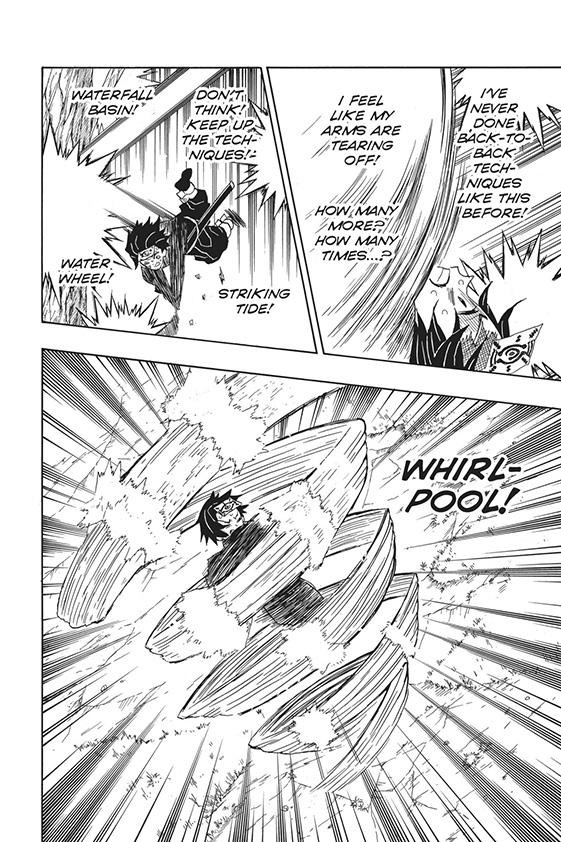 I'VE
NEVER
DONE
BACK-TO-
BACK
TECH-
NIQUES
LIKE THIS
BEFORE!
I FEEL
LIKE MY
ARMS ARE
TEARING
OFF!
HOW MANY
MORE?
HOW MANY
TIMES...?
DON'T
THINK!
KEEP UP
THE TECH-
NIQUES!
WATERFALL
BASIN!
STRIKING
TIDE!
WATER
WHEEL!
WHIRL-
POOL!